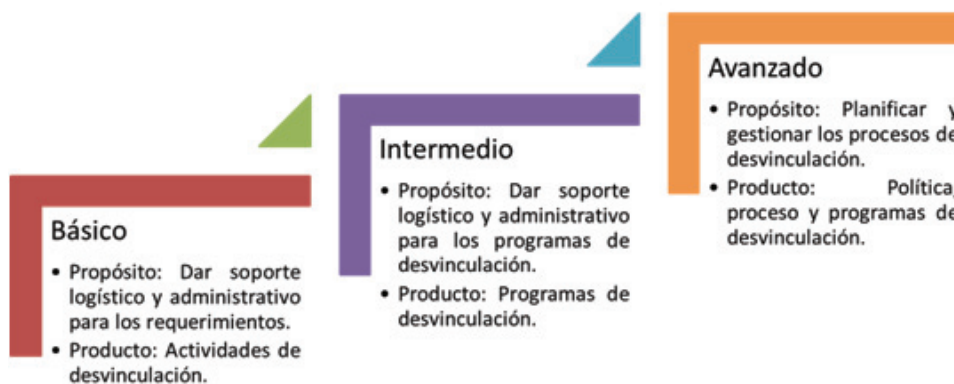 Básico
• Propósito: Dar soporte
logístico y administrativo
para los requerimientos.
• Producto: Actividades de
desvinculación.
Intermedio
• Propósito: Dar soporte
logístico y administrativo
para los programas de
desvinculación.
• Producto: Programas de
desvinculación.
Avanzado
• Propósito: Planificar y
gestionar los procesos de
desvinculación.
• Producto: Política,
proceso y programas de
desvinculación.